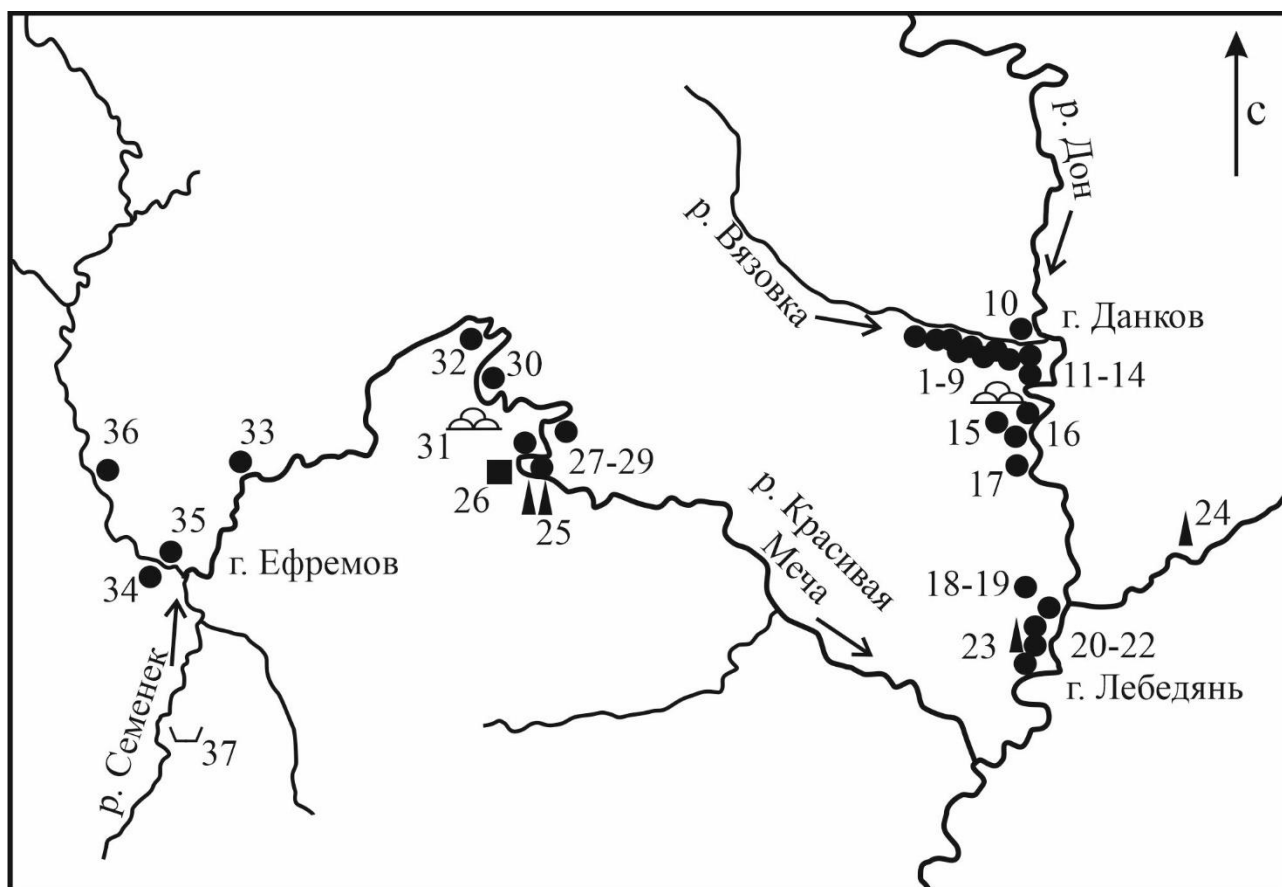 с
р. Дон
р. Вязовка
10
г. Данков
32
30
1-9
11-14
36
33
31
15
16
27-29
17
26
25
р. Красивая
Меча
24
35
г. Ефремов
34
18-19
23
20-22
г. Лебедянь
р. Семенек
37